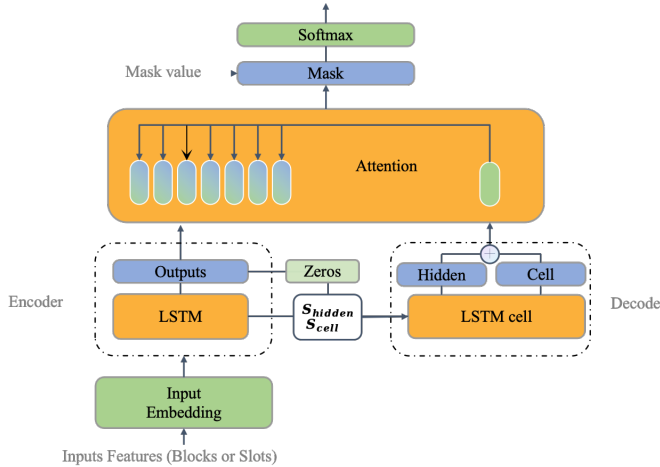 Softmax
Mask value
Mask
Attention
Outputs
Zeros
Hidden
Cell
Encoder
LSTM
S_hidden
S_cell
LSTM cell
Decode
Input
Embedding
Inputs Features (Blocks or Slots)